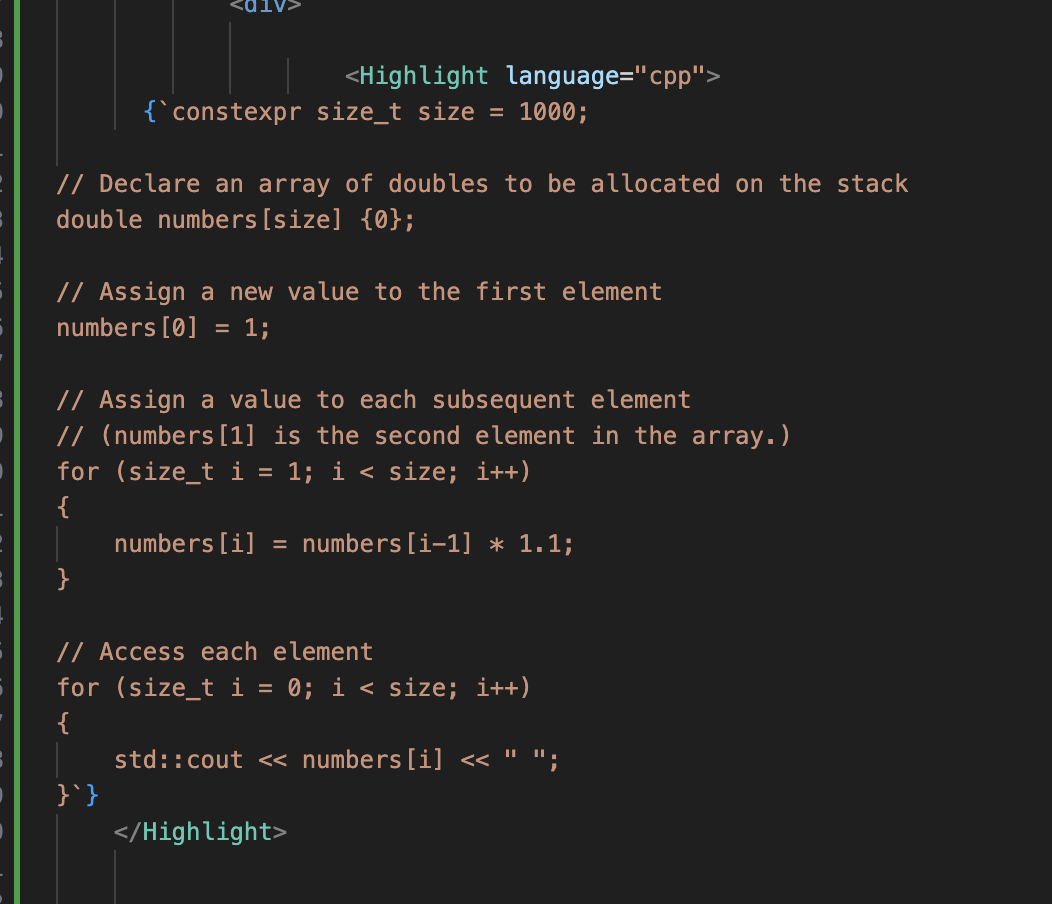 <div>
<Highlight language="cpp">
{`constexpr size_t size = 1000;
// Declare an array of doubles to be allocated on the stack
double numbers[size] {0};
// Assign a new value to the first element
numbers[0] = 1;
// Assign a value to each subsequent element
// (numbers[1] is the second element in the array.)
for (size_t i = 1; i < size; i++)
{
numbers[i] = numbers[i-1] * 1.1;
}
// Access each element
for (size_t i = 0; i < size; i++)
{
std::cout << numbers[i] << " ";
}`}
</Highlight>